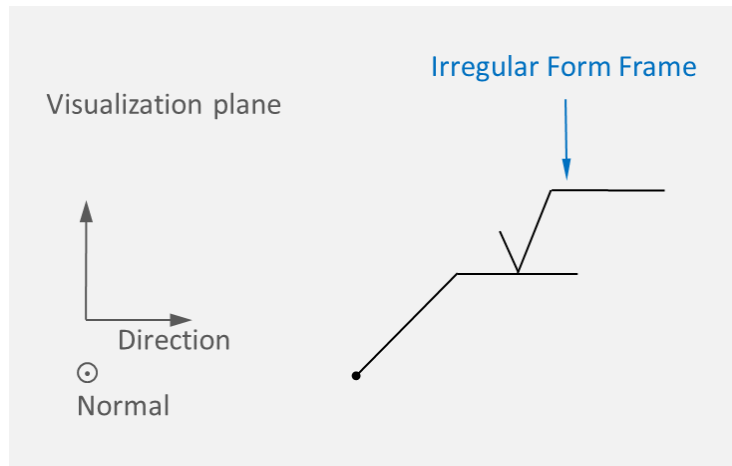 Irregular Form Frame
Visualization plane
Direction
Normal